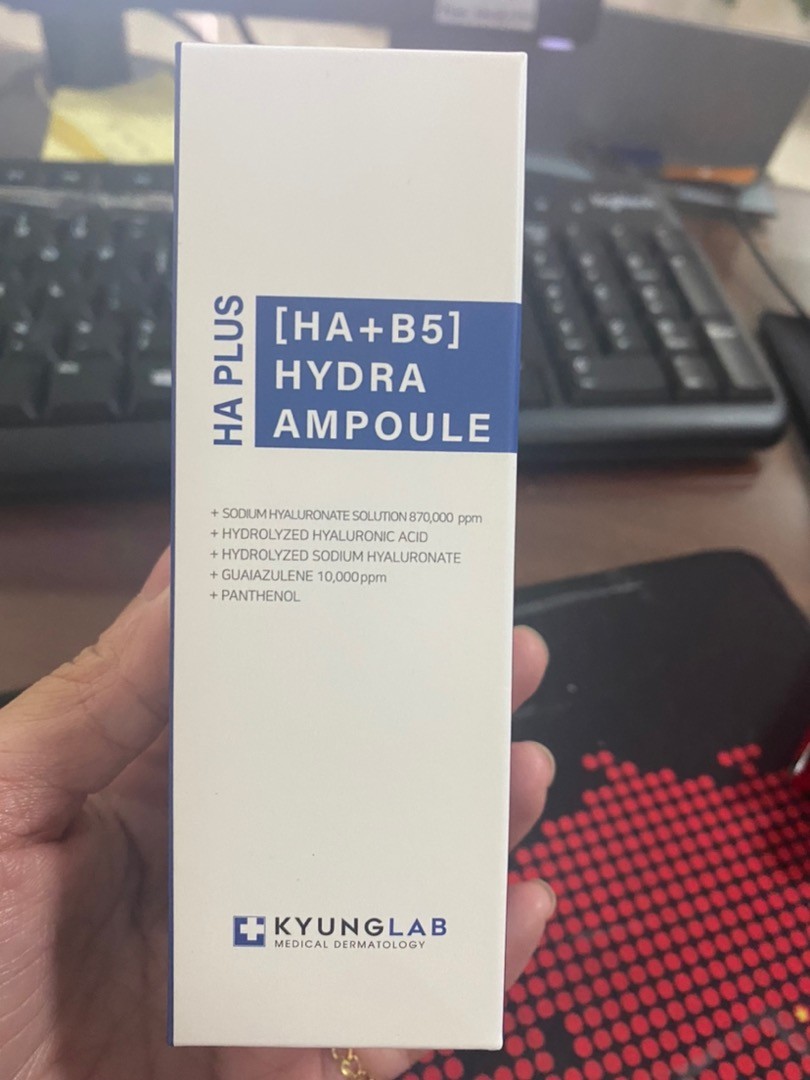 HA PLUS
[HA+B5]
HYDRA
AMPOULE
+ SODIUM HYALURONATE SOLUTION 870,000 ppm
+ HYDROLYZED HYALURONIC ACID
+ HYDROLYZED SODIUM HYALURONATE
+ GUAIAZULENE 10,000ppm
+ PANTHENOL
KYUNGLAB
MEDICAL DERMATOLOGY